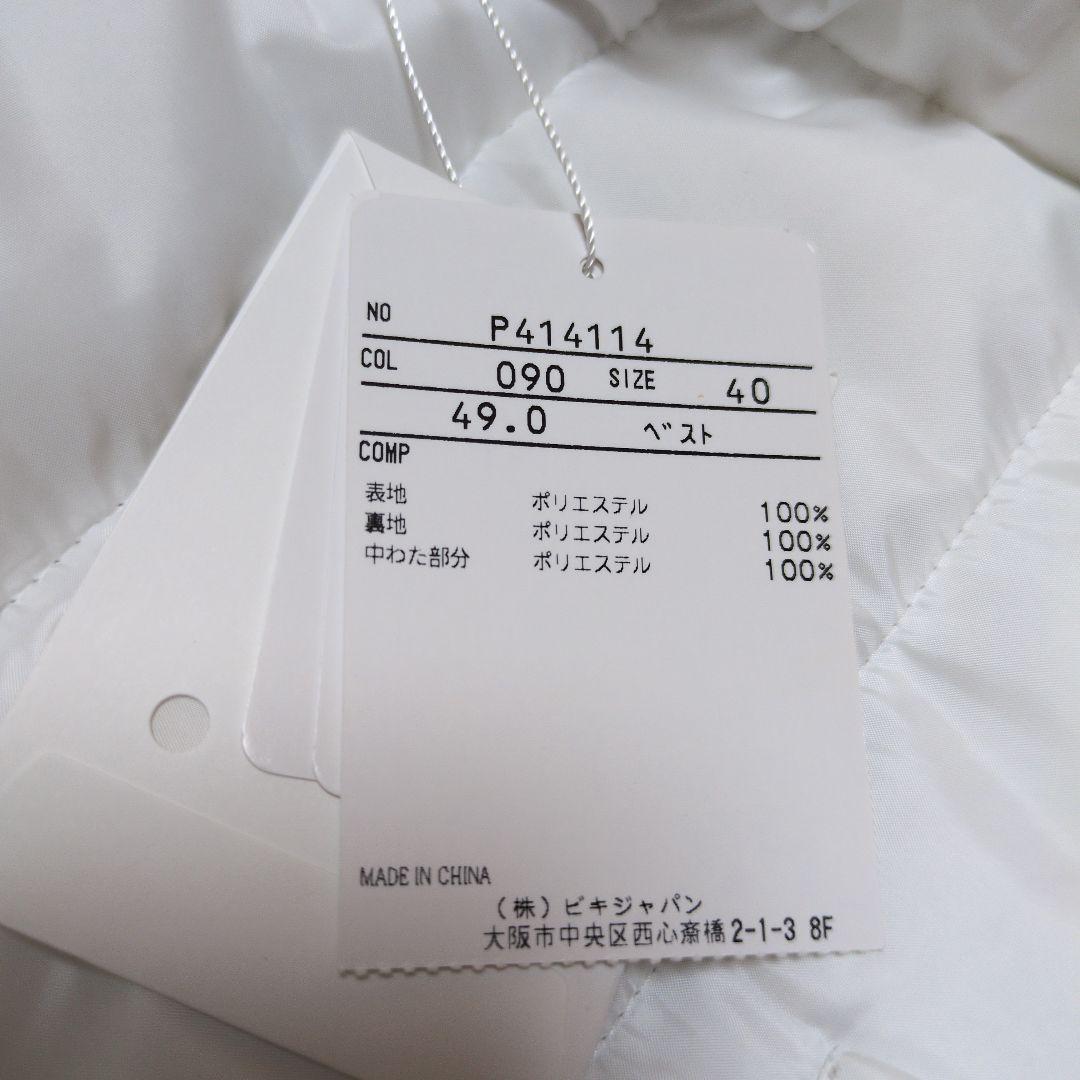 NO P414114
COL 090 SIZE 40
49.0 ベスト
COMP
表地 ポリエステル 100%
裏地 ポリエステル 100%
中わた部分 ポリエステル 100%
MADE IN CHINA
(株)ビキジャパン
大阪市中央区西心斎橋2-1-3 8F